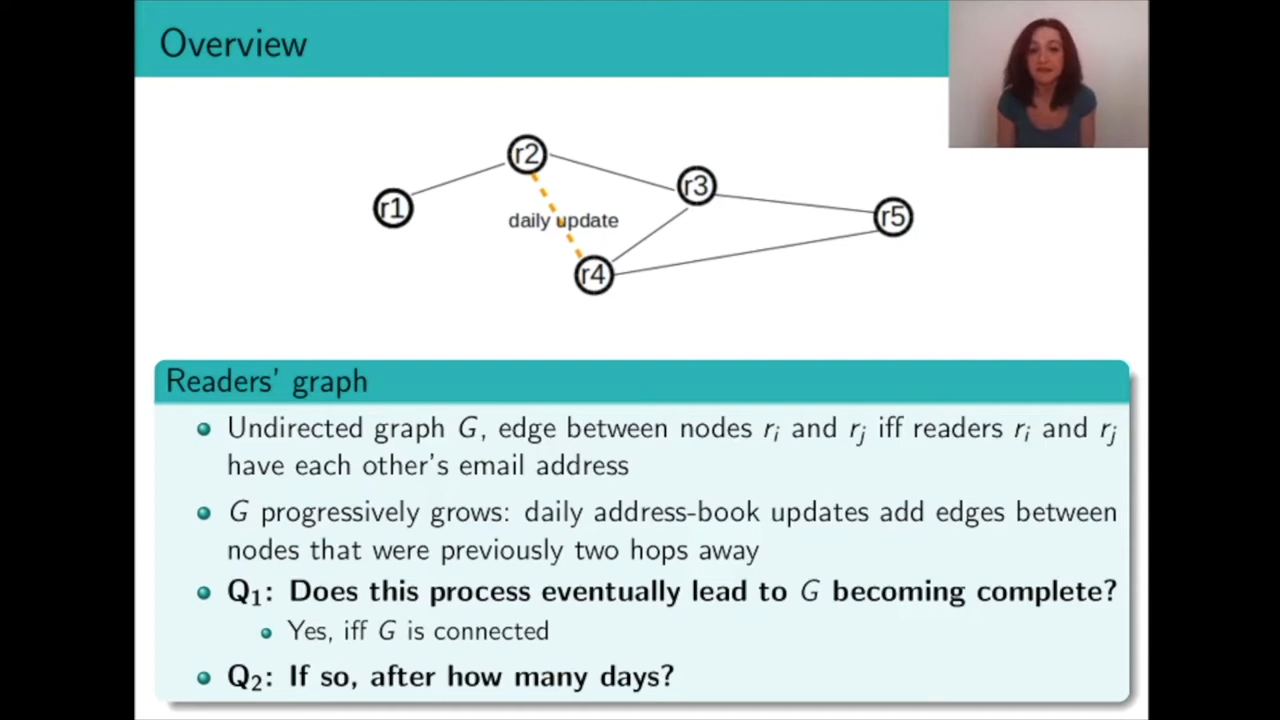 Overview
r2
r3
r1
r5
daily update
r4
Readers' graph
Undirected graph G, edge between nodes rᵢ and rⱼ iff readers rᵢ and rⱼ
have each other's email address
G progressively grows: daily address-book updates add edges between
nodes that were previously two hops away
Q₁: Does this process eventually lead to G becoming complete?
Yes, iff G is connected
Q₂: If so, after how many days?